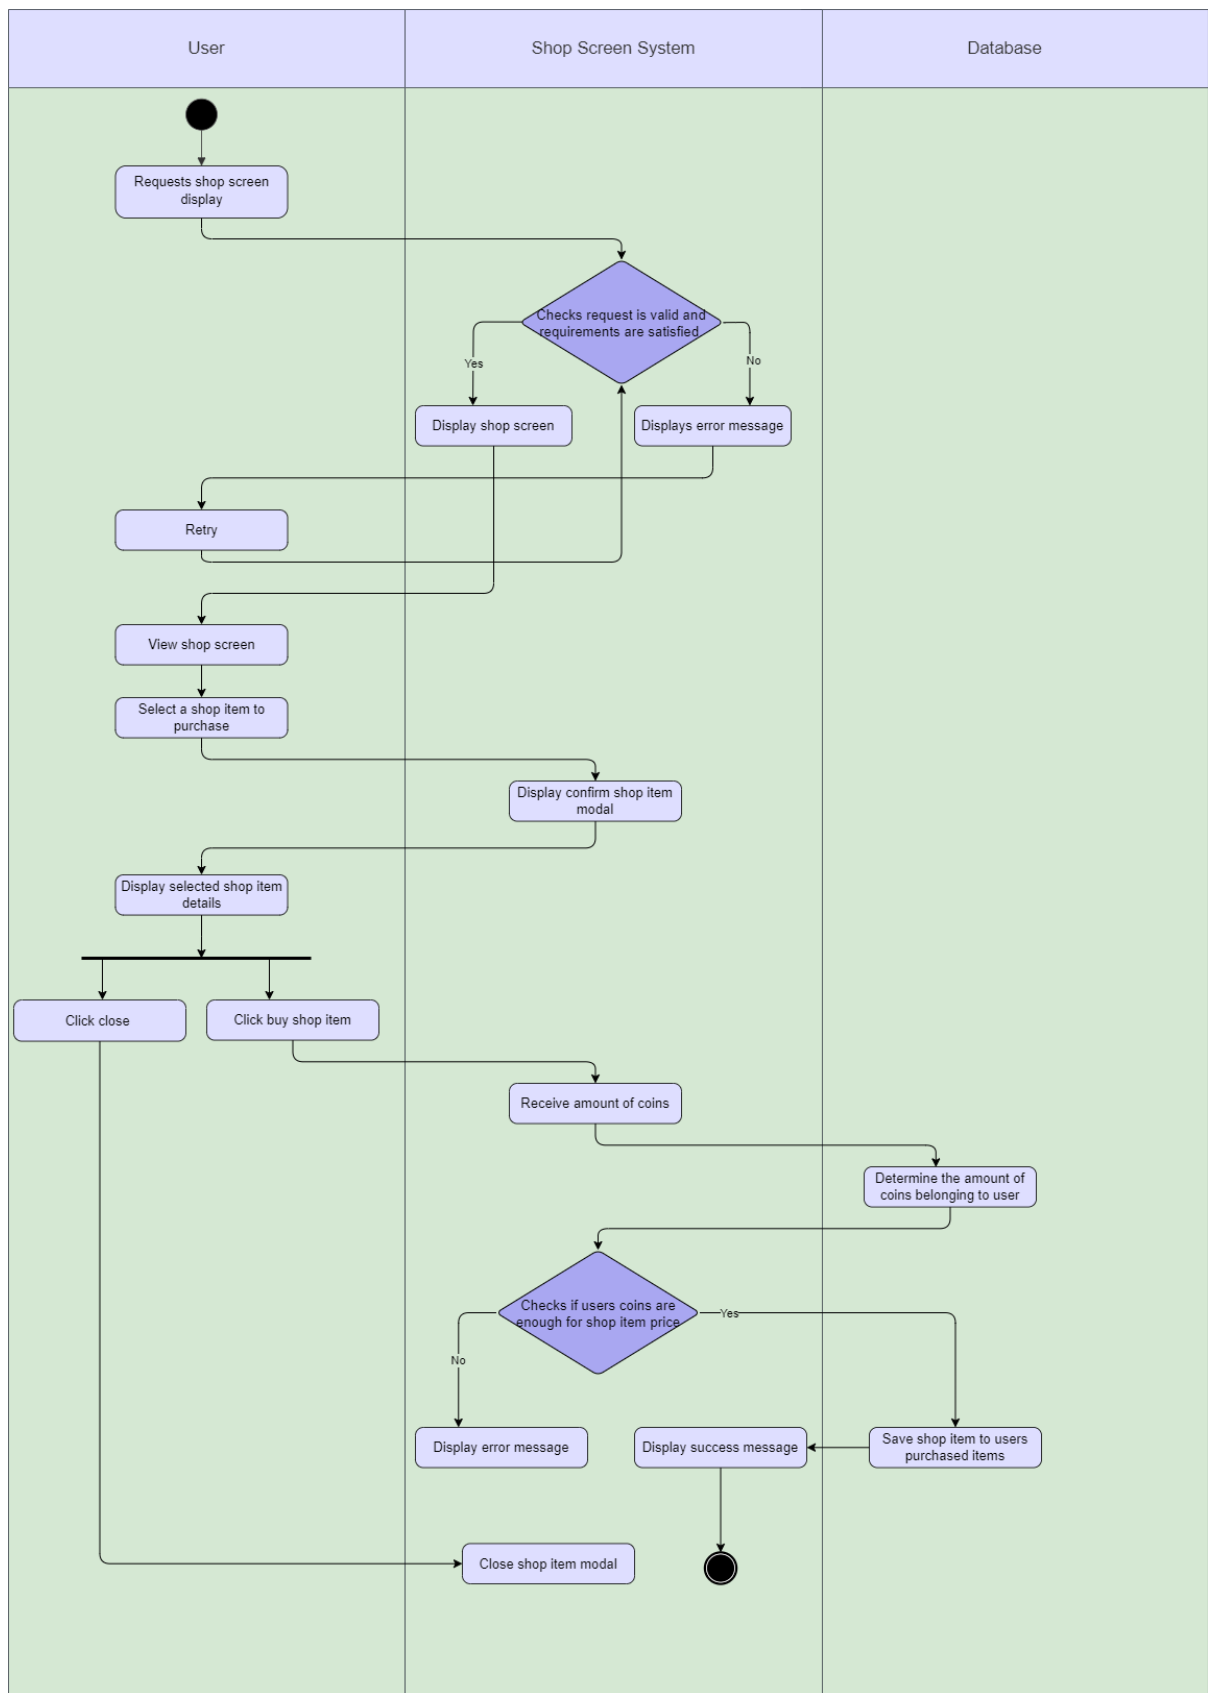 User
Shop Screen System
Database
Requests shop screen
display
Checks request is valid and
requirements are satisfied
Yes
No
Display shop screen
Displays error message
Retry
View shop screen
Select a shop item to
purchase
Display confirm shop item
modal
Display selected shop item
details
Click close
Click buy shop item
Receive amount of coins
Determine the amount of
coins belonging to user
Checks if users coins are
enough for shop item price
Yes
No
Display error message
Display success message
Save shop item to users
purchased items
Close shop item modal